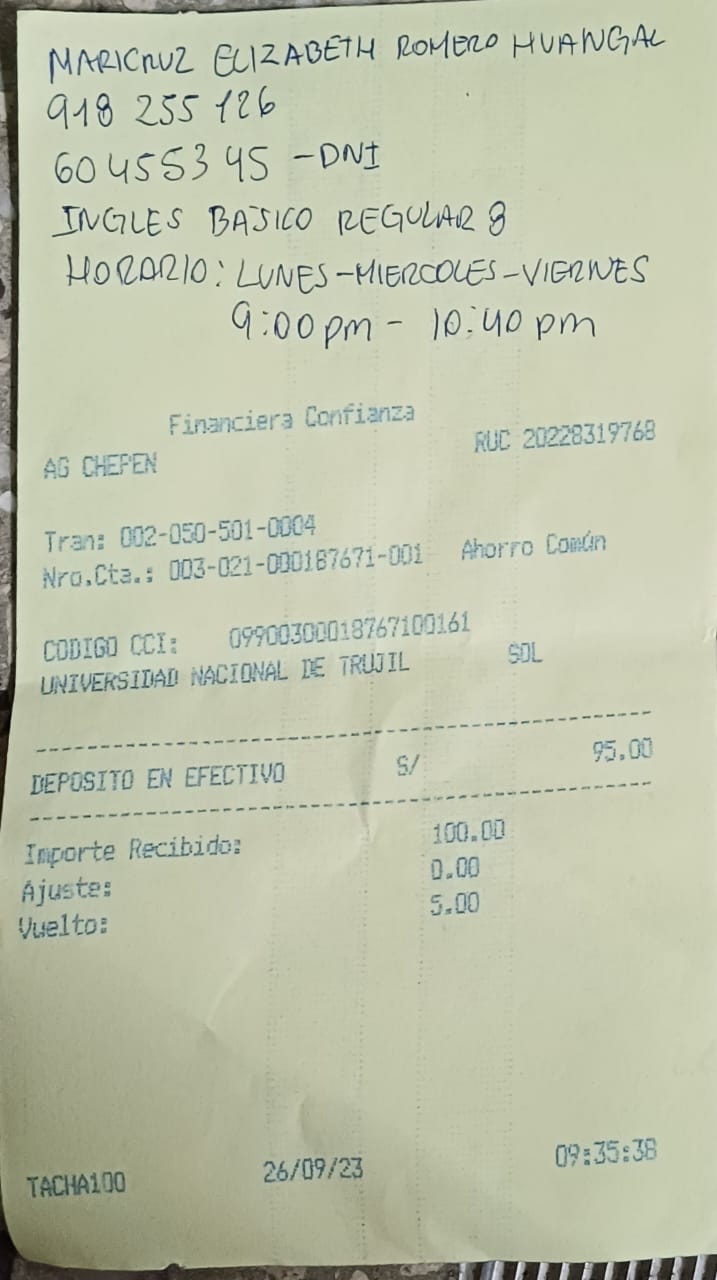 MARICRUZ ELIZABETH ROMERO HUANGAL
918 255 126
60455345 - DNI
INGLES BASICO REGULAR 8
HORARIO: LUNES-MIERCOLES-VIERNES
9:00pm - 10:40 pm
Financiera Confianza
AG CHEPEN RUC 20228319768
Tran: 002-050-501-0004
Nro.Cta.: 003-021-000187671-001 Ahorro Común
CODIGO CCI: 09900300018767100161
UNIVERSIDAD NACIONAL DE TRUJIL SOL
DEPOSITO EN EFECTIVO S/ 95.00
Importe Recibido: 100.00
Ajuste: 0.00
Vuelto: 5.00
TACHA100 26/09/23 09:35:38